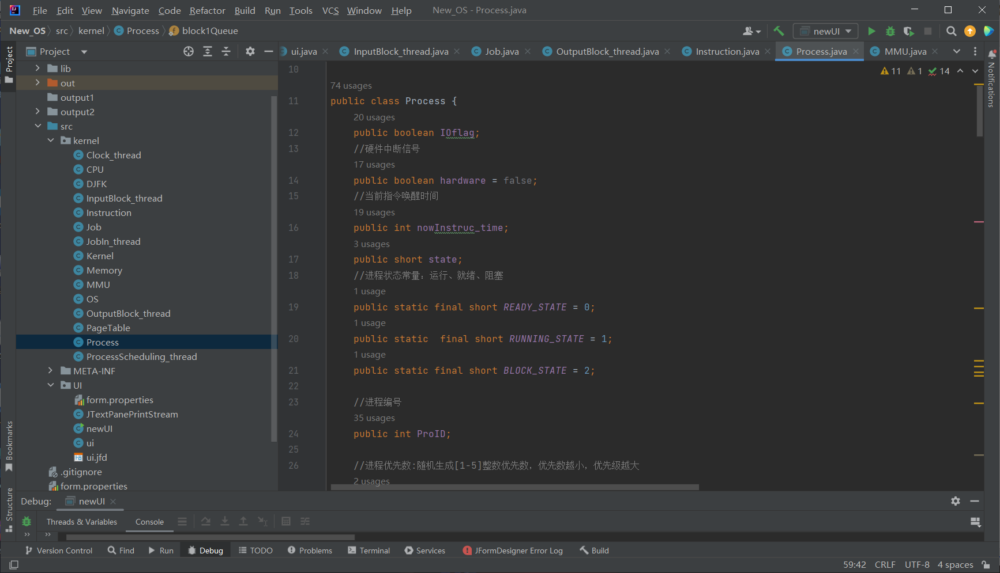 File Edit View Navigate Code Refactor Build Run Tools VCS Window Help New_OS - Process.java
New_OS src kernel Process block1Queue newUI
Project
ui.java InputBlock_thread.java Job.java OutputBlock_thread.java Instruction.java Process.java MMU.java
Project
lib
out
output1
output2
src
kernel
Clock_thread
CPU
DJFK
InputBlock_thread
Instruction
Job
JobIn_thread
Kernel
Memory
MMU
OS
OutputBlock_thread
PageTable
Process
ProcessScheduling_thread
META-INF
UI
form.properties
JTextPanePrintStream
newUI
ui
ui.jfd
.gitignore
form.properties
Bookmarks
Structure
11 1 14
Notifications
10
74 usages
11 public class Process {
20 usages
12 public boolean IOflag;
13 //硬件中断信号
17 usages
14 public boolean hardware = false;
15 //当前指令唤醒时间
19 usages
16 public int nowInstruc_time;
3 usages
17 public short state;
18 //进程状态常量: 运行、就绪、阻塞
1 usage
19 public static final short READY_STATE = 0;
1 usage
20 public static  final short RUNNING_STATE = 1;
1 usage
21 public static final short BLOCK_STATE = 2;
22
23 //进程编号
35 usages
24 public int ProID;
25
26 //进程优先数:随机生成[1-5]整数优先数, 优先数越小, 优先级越大
2 usages
Debug: newUI
Threads & Variables Console
Version Control Find Run Debug TODO Problems Terminal Services JFormDesigner Error Log Build
59:42 CRLF UTF-8 4 spaces